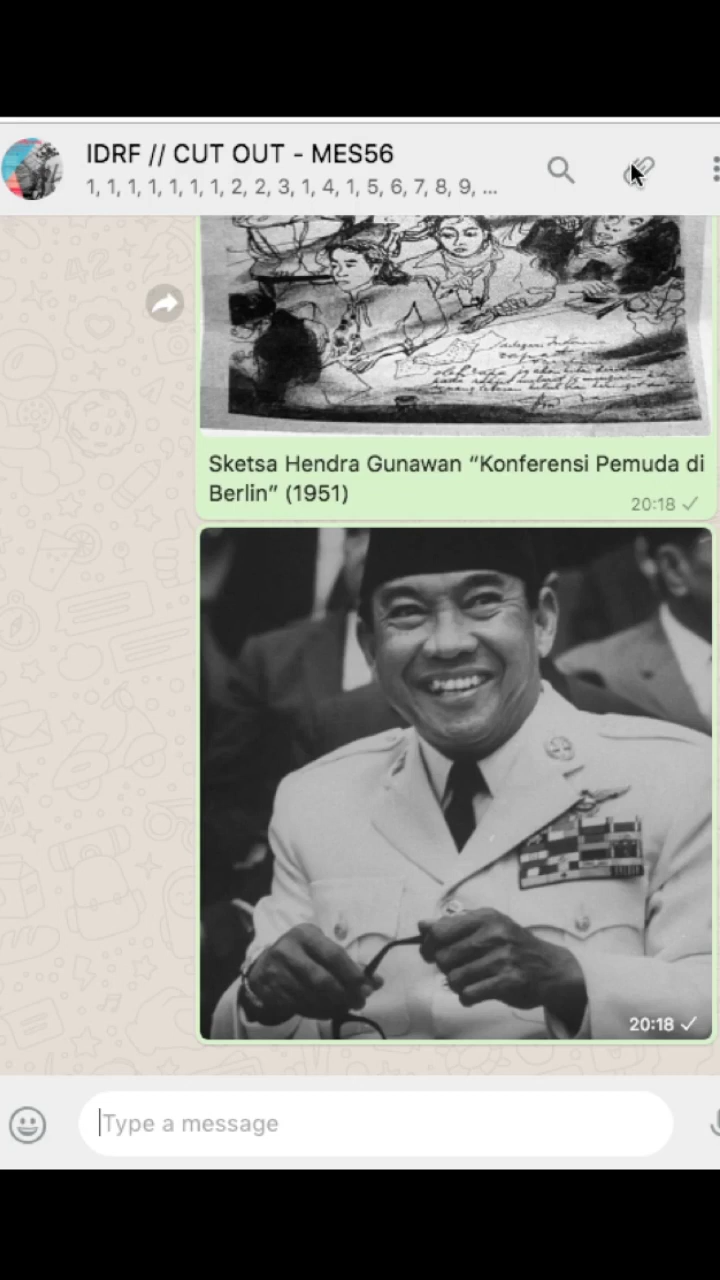 IDRF // CUT OUT - MES56
1, 1, 1, 1, 1, 1, 1, 2, 2, 3, 1, 4, 1, 5, 6, 7, 8, 9, ...
Sketsa Hendra Gunawan “Konferensi Pemuda di
Berlin” (1951)
20:18
20:18
Type a message